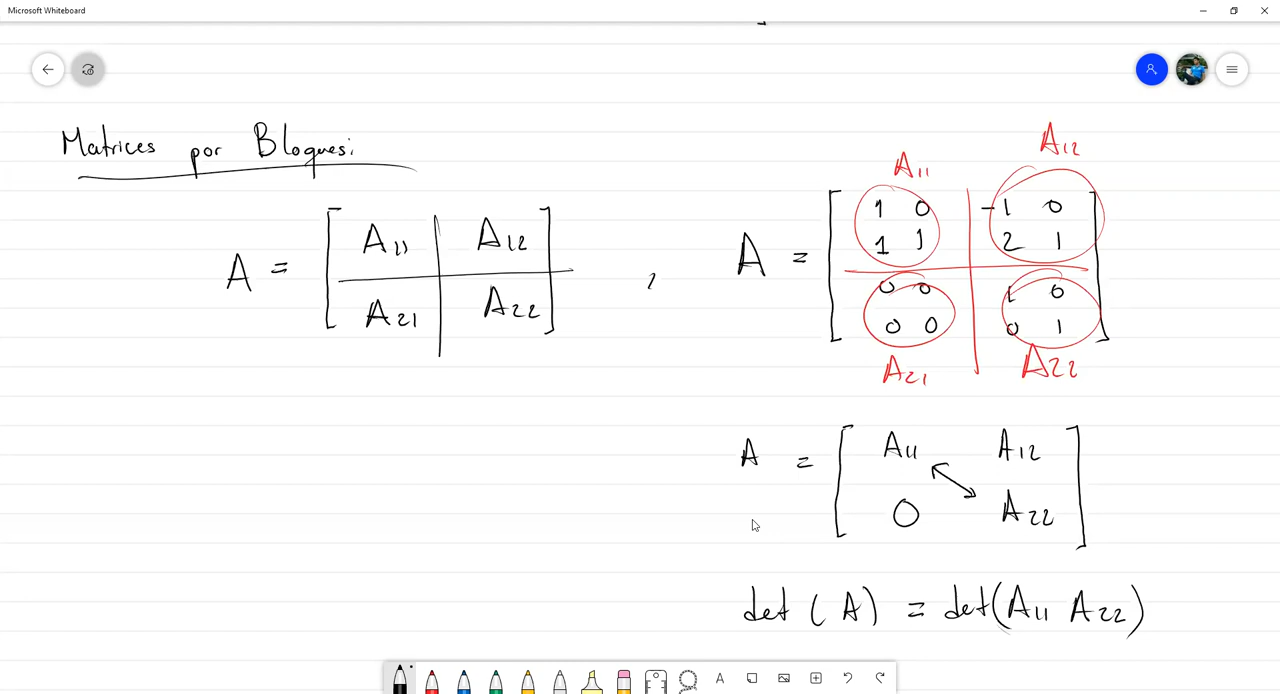 Microsoft Whiteboard
Matrices por Bloques:
A = [ A11 | A12 ]
[ A21 | A22 ]
,
A11 A12
A = [ 1 0 | -1 0 ]
[ 1 1 | 2 1 ]
[ 0 0 | 1 0 ]
[ 0 0 | 0 1 ]
A21 A22
A = [ A11 A12 ]
[ 0 A22 ]
det ( A ) = det( A11 A22 )
A